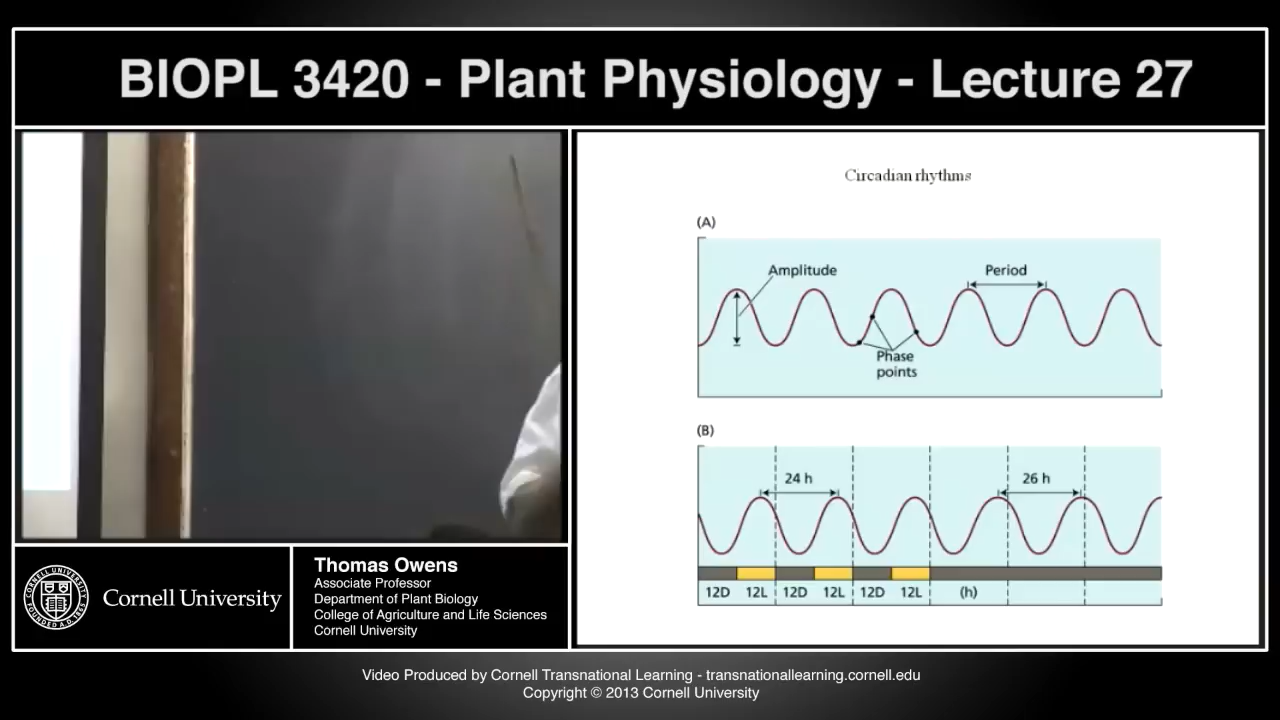 BIOPL 3420 - Plant Physiology - Lecture 27
Circadian rhythms
(A)
Amplitude
Period
Phase
points
(B)
24 h
26 h
12D 12L 12D 12L 12D 12L (h)
Cornell University
Thomas Owens
Associate Professor
Department of Plant Biology
College of Agriculture and Life Sciences
Cornell University
Video Produced by Cornell Transnational Learning - transnationallearning.cornell.edu
Copyright © 2013 Cornell University